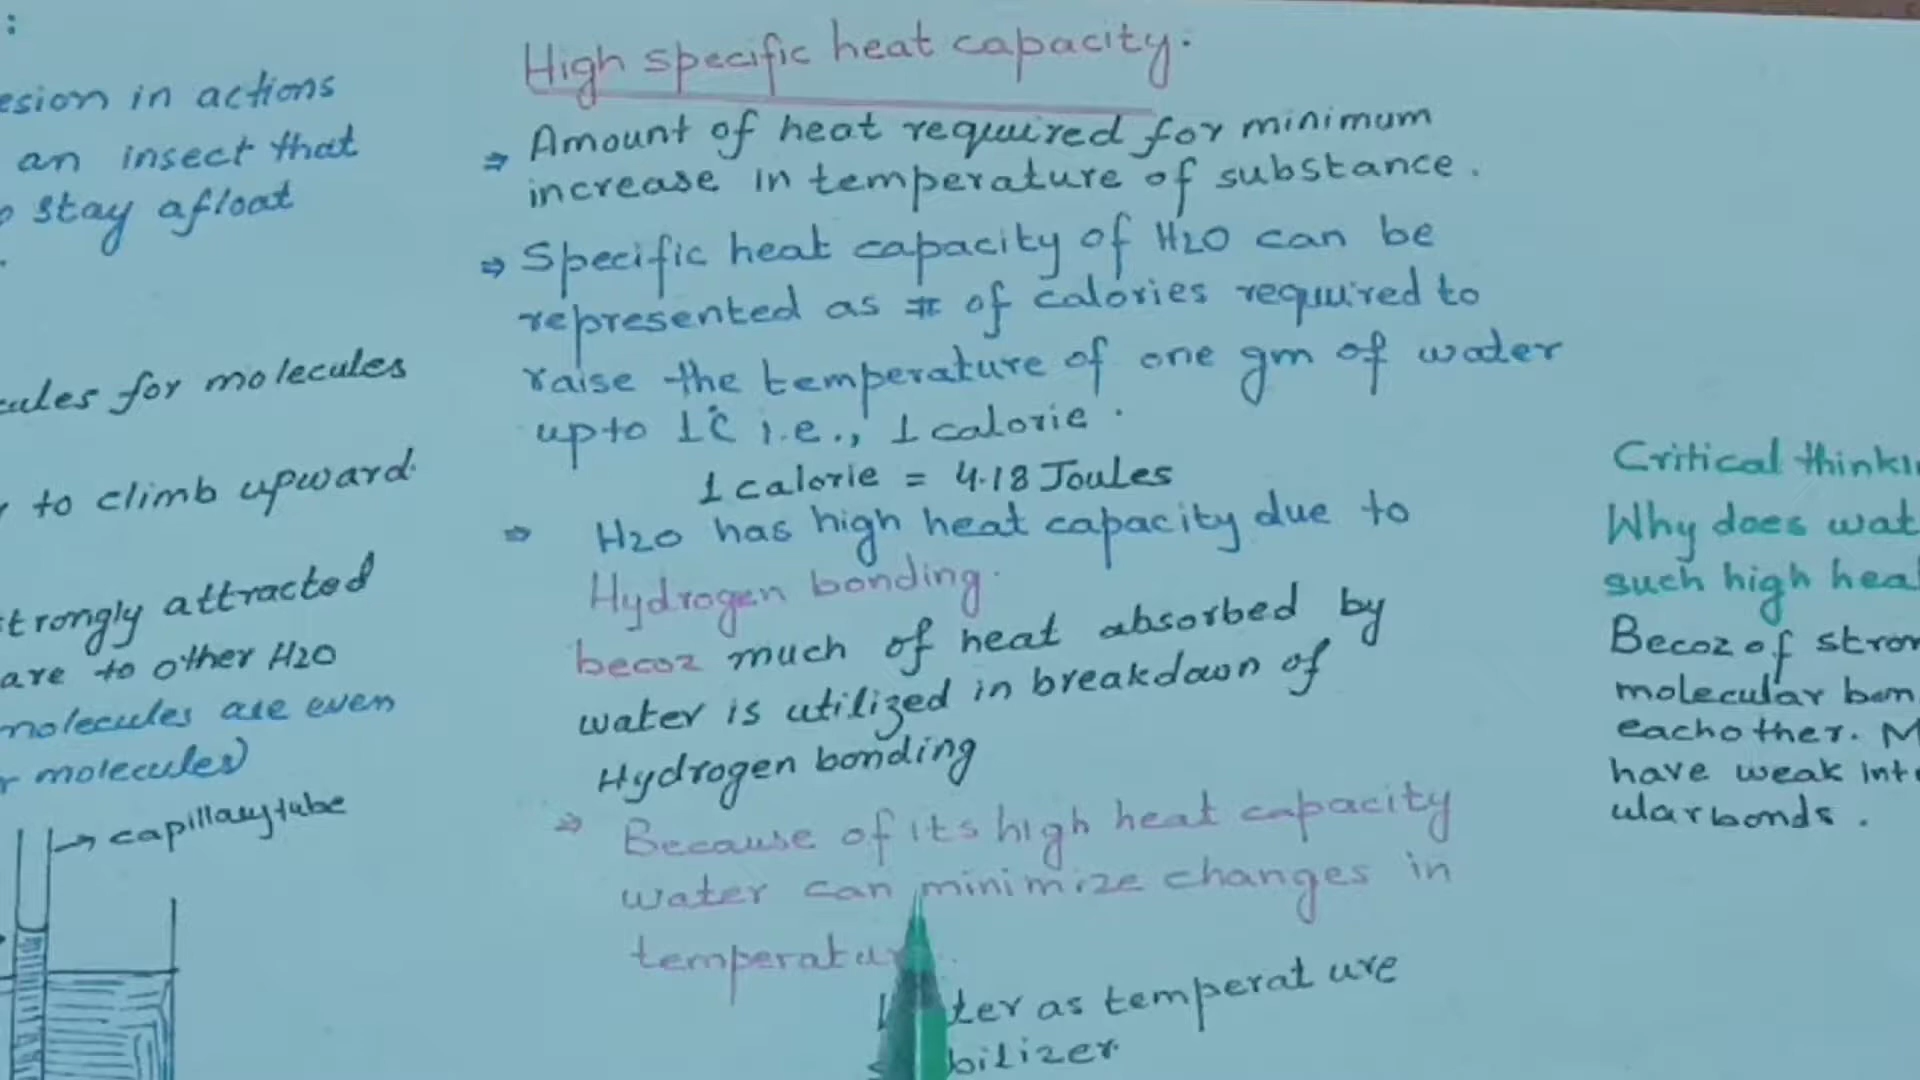 :
esion in actions
an insect that
stay afloat
.
cules for molecules
to climb upward.
trongly attracted
are to other H2O
molecules are even
r molecules)
→ capillary tube
High specific heat capacity:
⇒ Amount of heat required for minimum
increase in temperature of substance.
⇒ Specific heat capacity of H2O can be
represented as # of calories required to
raise the temperature of one gm of water
upto 1°C i.e., 1 calorie.
1 calorie = 4.18 Joules
⇒ H2O has high heat capacity due to
Hydrogen bonding.
becoz much of heat absorbed by
water is utilized in breakdown of
Hydrogen bonding
⇒ Because of its high heat capacity
water can minimize changes in
temperatur
ter as temperature
bilizer.
Critical thinki
Why does wat
such high hea
Becoz of stron
molecular bon
eachother. M
have weak int
ular bonds.